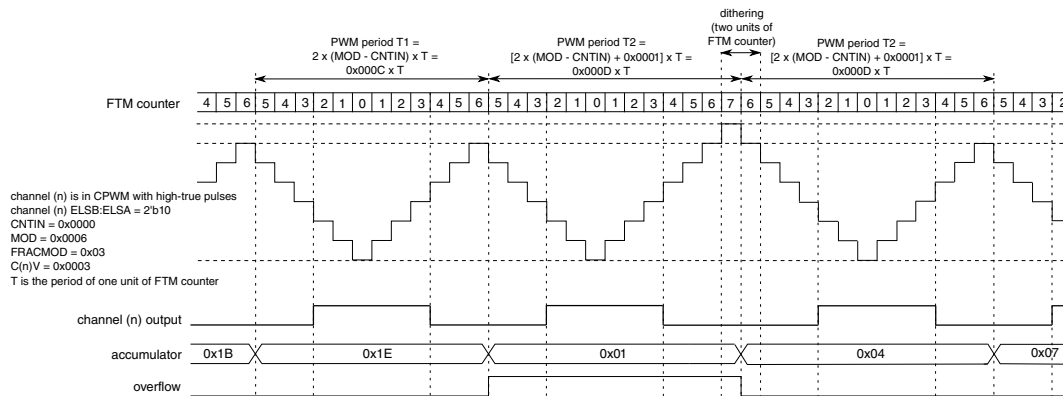 dithering
(two units of
FTM counter)
PWM period T1 =
2 x (MOD - CNTIN) x T =
0x000C x T
PWM period T2 =
[2 x (MOD - CNTIN) + 0x0001] x T =
0x000D x T
PWM period T2 =
[2 x (MOD - CNTIN) + 0x0001] x T =
0x000D x T
FTM counter 4 5 6 5 4 3 2 1 0 1 2 3 4 5 6 5 4 3 2 1 0 1 2 3 4 5 6 7 6 5 4 3 2 1 0 1 2 3 4 5 6 5 4 3 2
channel (n) is in CPWM with high-true pulses
channel (n) ELSB:ELSA = 2'b10
CNTIN = 0x0000
MOD = 0x0006
FRACMOD = 0x03
C(n)V = 0x0003
T is the period of one unit of FTM counter
channel (n) output
accumulator 0x1B 0x1E 0x01 0x04 0x07
overflow